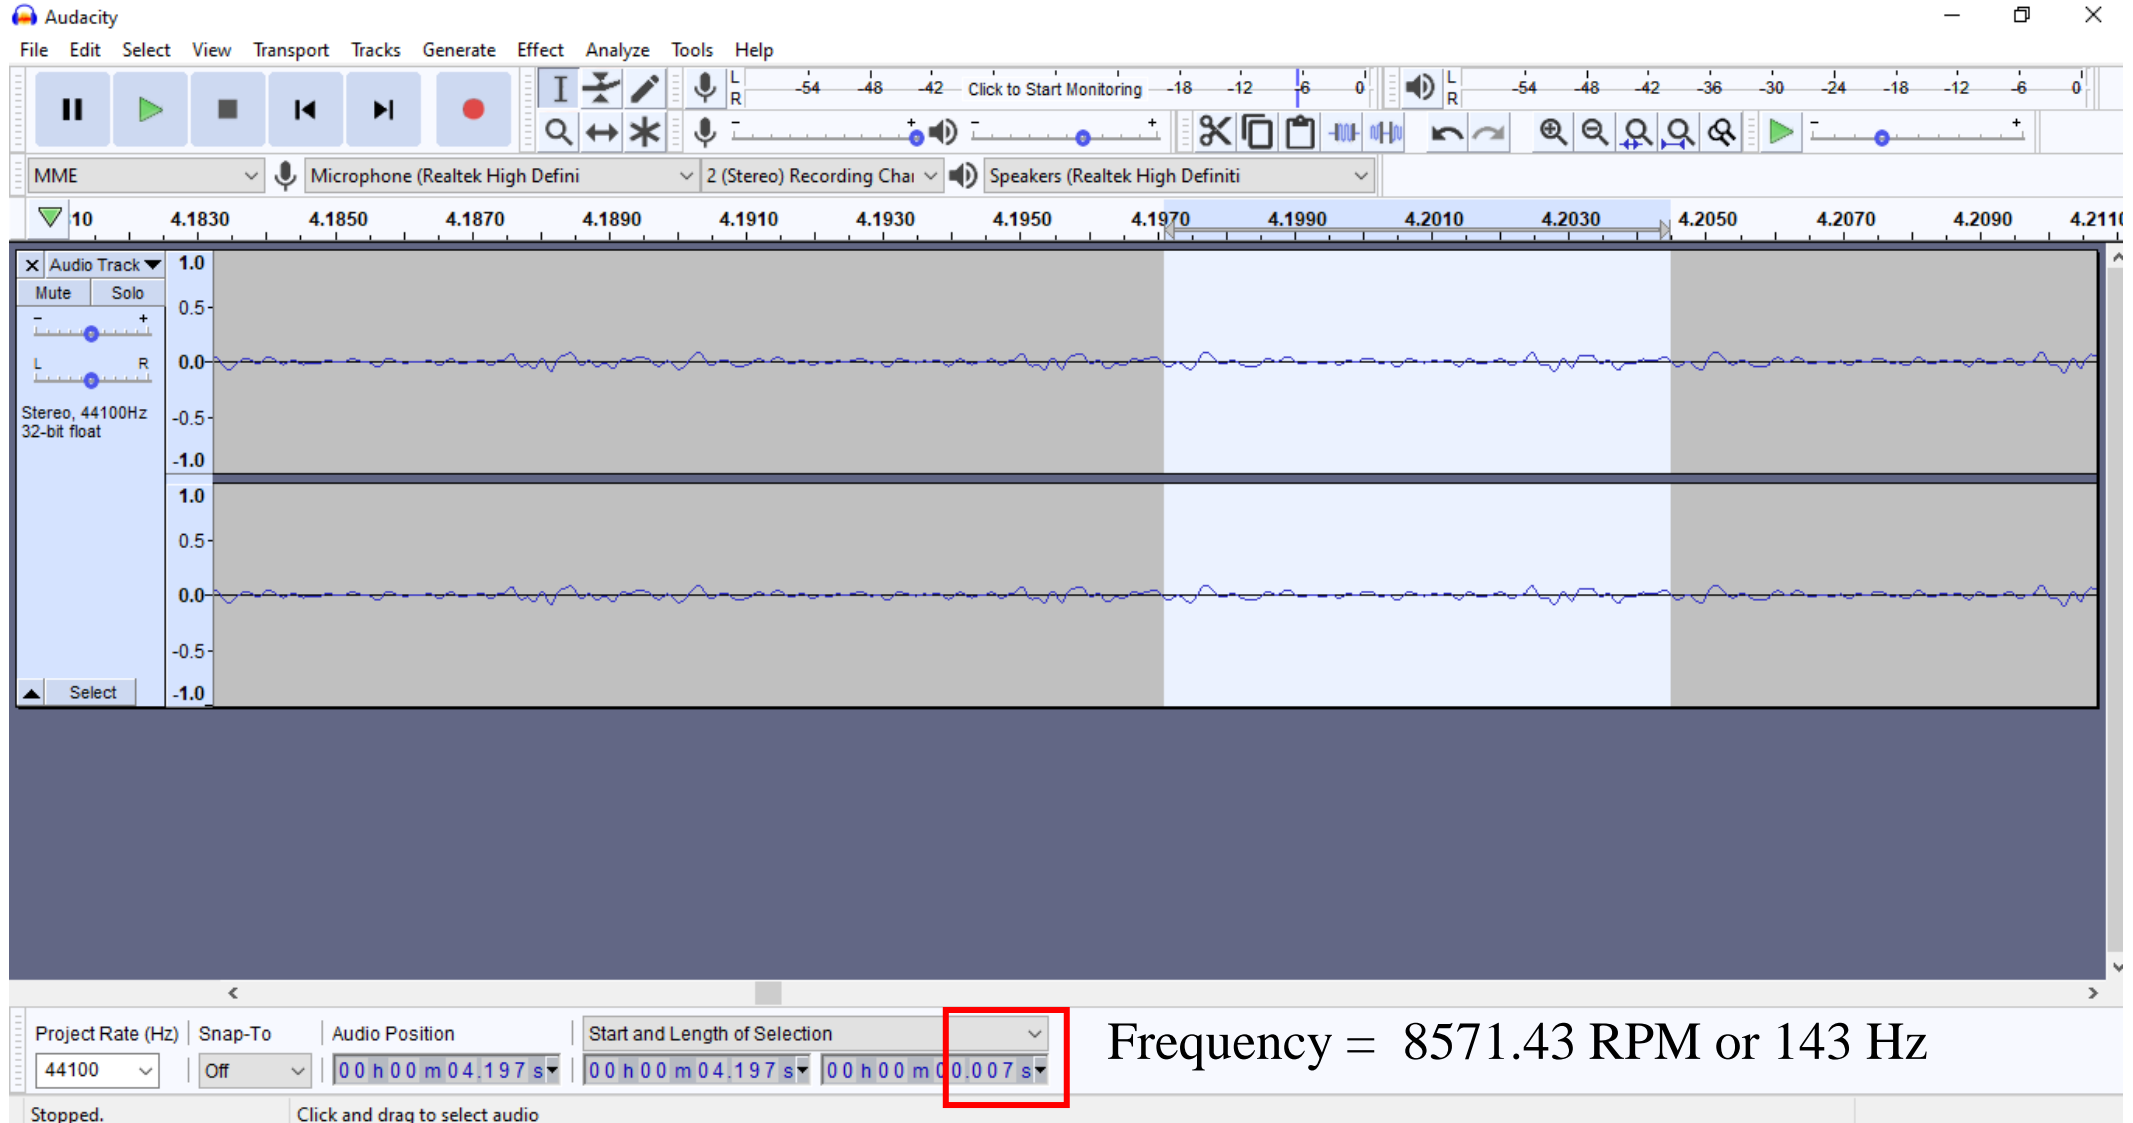 Audacity
File Edit Select View Transport Tracks Generate Effect Analyze Tools Help
L R -54 -48 -42 Click to Start Monitoring -18 -12 -6 0
L R -54 -48 -42 -36 -30 -24 -18 -12 -6 0
- + - + - +
MME Microphone (Realtek High Defini 2 (Stereo) Recording Chai Speakers (Realtek High Definiti
10 4.1830 4.1850 4.1870 4.1890 4.1910 4.1930 4.1950 4.1970 4.1990 4.2010 4.2030 4.2050 4.2070 4.2090 4.2110
X Audio Track 1.0
Mute Solo
- + 0.5
L R 0.0
Stereo, 44100Hz -0.5
32-bit float
-1.0
1.0
0.5
0.0
-0.5
Select -1.0
Project Rate (Hz) Snap-To Audio Position Start and Length of Selection
44100 Off 00 h 00 m 04.197 s 00 h 00 m 04.197 s 00 h 00 m 00.007 s
Frequency = 8571.43 RPM or 143 Hz
Stopped. Click and drag to select audio